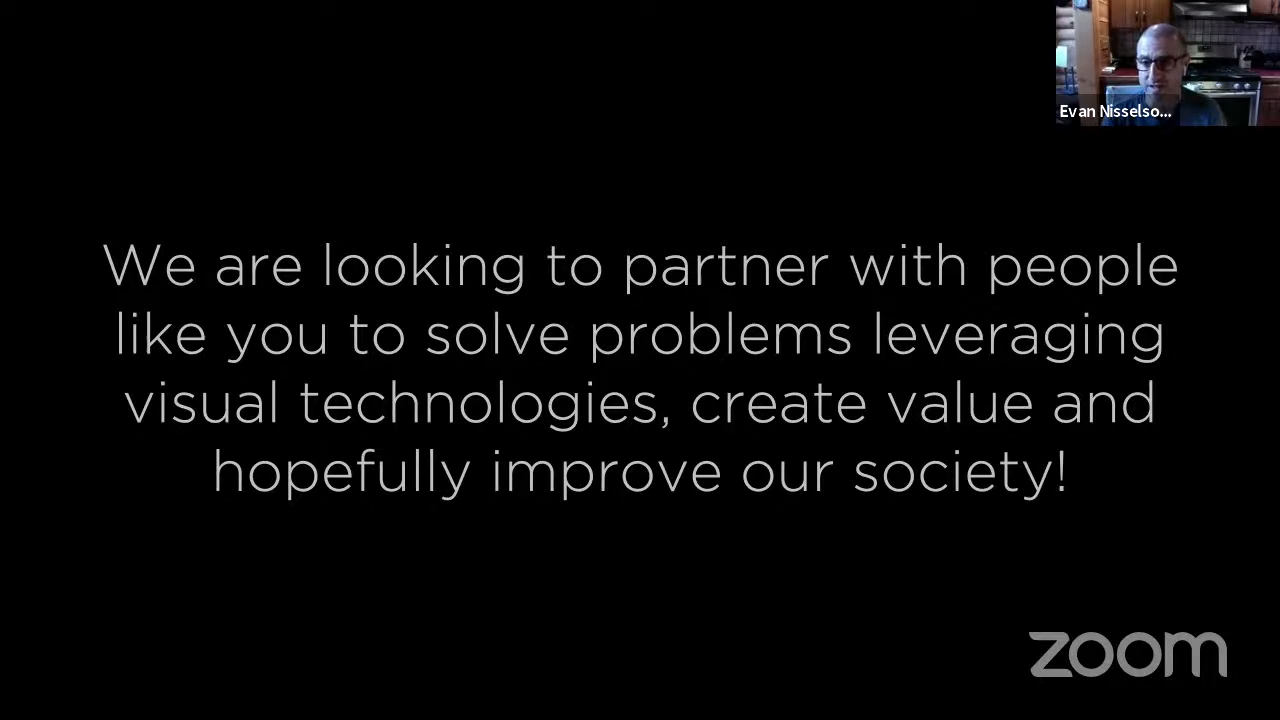 Evan Nisselso...
We are looking to partner with people
like you to solve problems leveraging
visual technologies, create value and
hopefully improve our society!
zoom